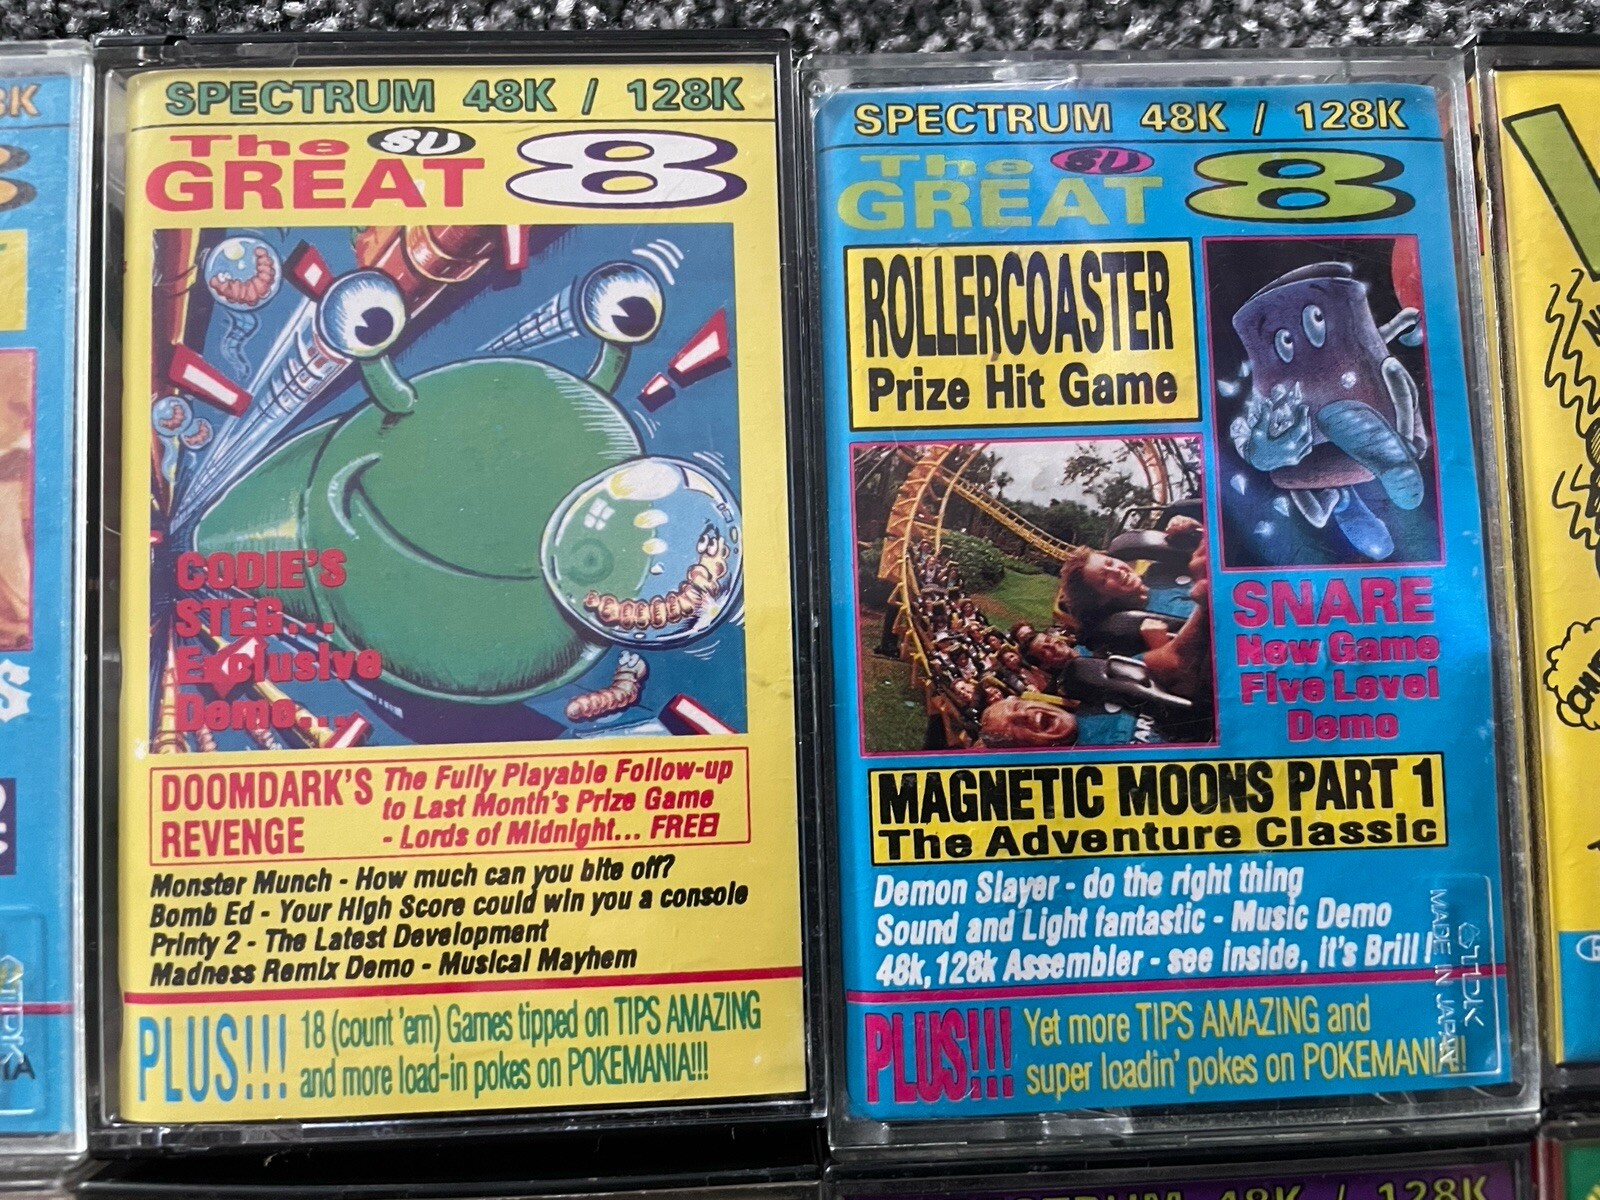 SPECTRUM 48K / 128K
The SU
GREAT 8
CODIE'S
STEG...
Exclusive
Demo...
DOOMDARK'S
REVENGE
The Fully Playable Follow-up
to Last Month's Prize Game
- Lords of Midnight... FREE!
Monster Munch - How much can you bite off?
Bomb Ed - Your High Score could win you a console
Printy 2 - The Latest Development
Madness Remix Demo - Musical Mayhem
PLUS!!!
18 (count 'em) Games tipped on TIPS AMAZING
and more load-in pokes on POKEMANIA!!!
SPECTRUM 48K / 128K
The SU
GREAT 8
ROLLERCOASTER
Prize Hit Game
SNARE
New Game
Five Level
Demo
MAGNETIC MOONS PART 1
The Adventure Classic
Demon Slayer - do the right thing
Sound and Light fantastic - Music Demo
48k, 128k Assembler - see inside, it's Brill!
PLUS!!!
Yet more TIPS AMAZING and
super loadin' pokes on POKEMANIA!!
TDK
MADE IN JAPAN
TDK
SPECTRUM 48K / 128K